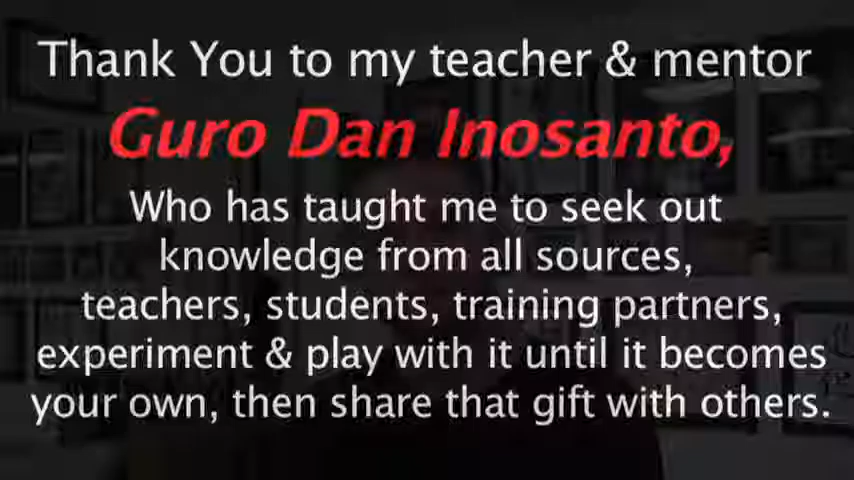 Thank You to my teacher & mentor
Guro Dan Inosanto,
Who has taught me to seek out
knowledge from all sources,
teachers, students, training partners,
experiment & play with it until it becomes
your own, then share that gift with others.